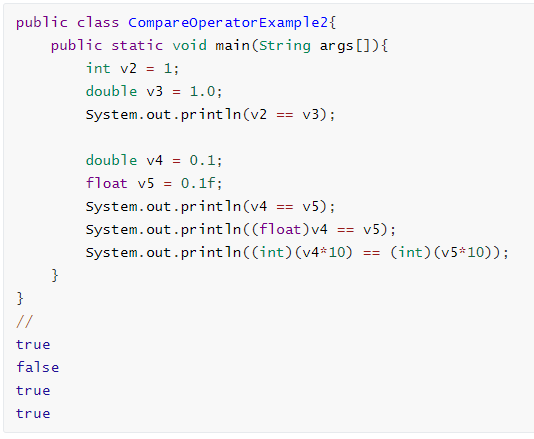 public class CompareOperatorExample2{
    public static void main(String args[]){
        int v2 = 1;
        double v3 = 1.0;
        System.out.println(v2 == v3);

        double v4 = 0.1;
        float v5 = 0.1f;
        System.out.println(v4 == v5);
        System.out.println((float)v4 == v5);
        System.out.println((int)(v4*10) == (int)(v5*10));
    }
}
//
true
false
true
true